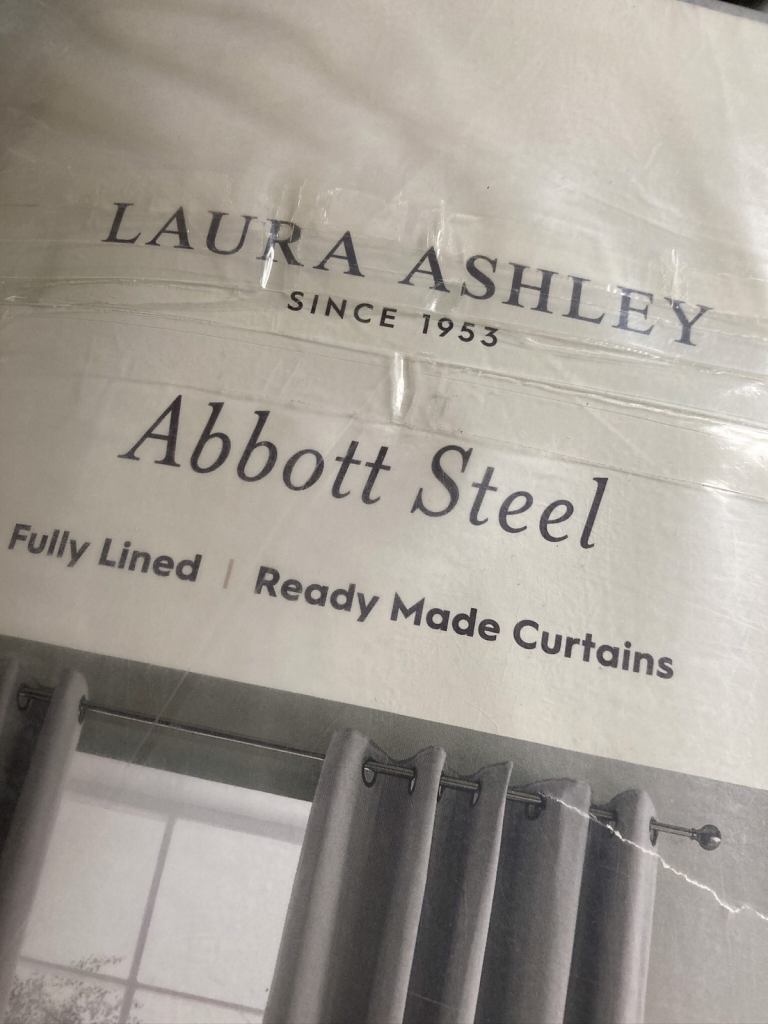 LAURA ASHLEY
SINCE 1953
Abbott Steel
Fully Lined | Ready Made Curtains